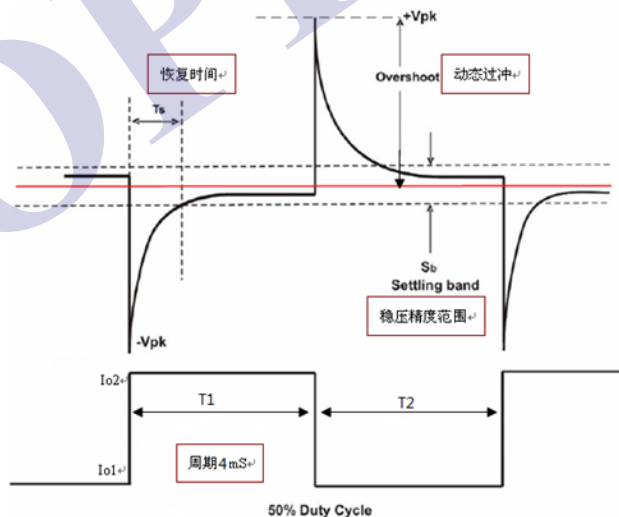 +Vpk
恢复时间
Overshoot
动态过冲
Ts
Sb
Settling band
稳压精度范围
-Vpk
Io2
T1
T2
Io1
周期4mS
50% Duty Cycle